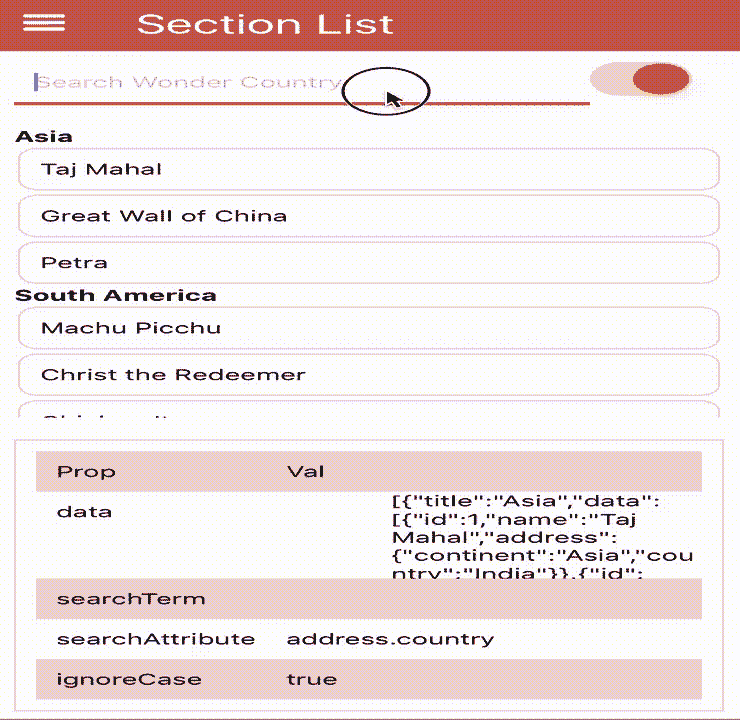 Section List
Search Wonder Country
Asia
Taj Mahal
Great Wall of China
Petra
South America
Machu Picchu
Christ the Redeemer
Prop Val
data [{"title":"Asia","data":
[{"id":1,"name":"Taj
Mahal","address":
{"continent":"Asia","cou
ntry":"India"}},{"id":
searchTerm
searchAttribute address.country
ignoreCase true